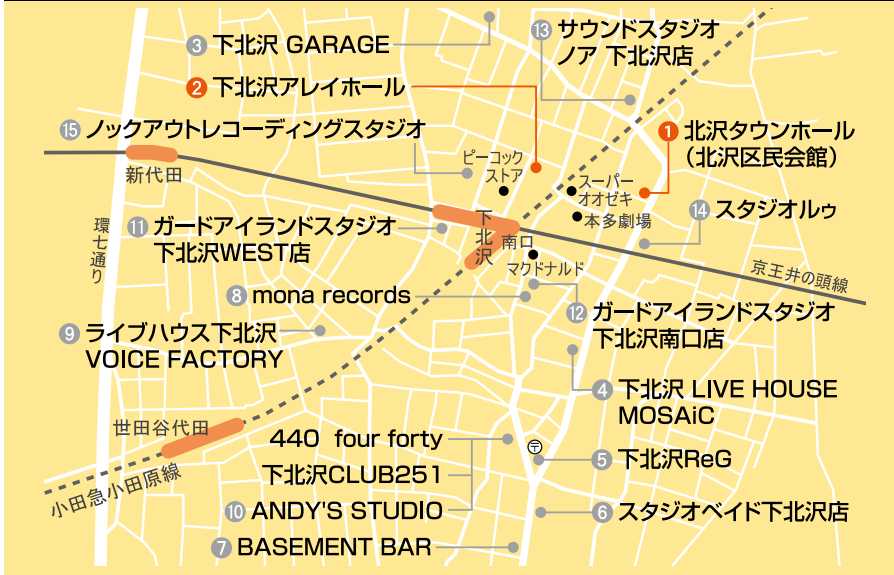 ③ 下北沢 GARAGE
⑬ サウンドスタジオ
ノア 下北沢店
② 下北沢アレイホール
⑮ ノックアウトレコーディングスタジオ
① 北沢タウンホール
(北沢区民会館)
ピーコック
ストア
新代田
スーパー
オオゼキ
本多劇場
⑭ スタジオルゥ
環七通り
⑪ ガードアイランドスタジオ
下北沢WEST店
下北沢
南口
マクドナルド
京王井の頭線
⑧ mona records
⑫ ガードアイランドスタジオ
下北沢南口店
⑨ ライブハウス下北沢
VOICE FACTORY
④ 下北沢 LIVE HOUSE
MOSAiC
世田谷代田
小田急小田原線
440 four forty
〒
下北沢CLUB251
⑤ 下北沢ReG
⑩ ANDY'S STUDIO
⑥ スタジオベイド下北沢店
⑦ BASEMENT BAR